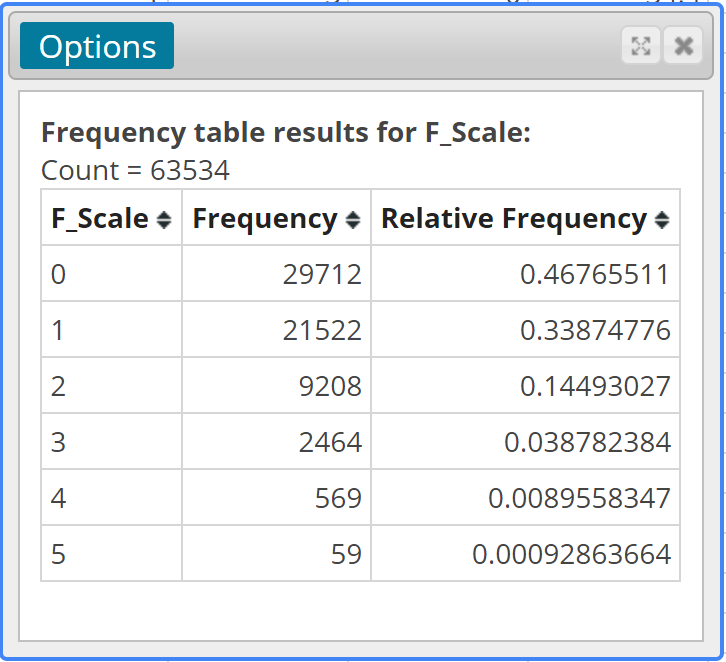 Options
Frequency table results for F_Scale:
Count = 63534
F_Scale Frequency Relative Frequency
0 29712 0.46765511
1 21522 0.33874776
2 9208 0.14493027
3 2464 0.038782384
4 569 0.0089558347
5 59 0.00092863664